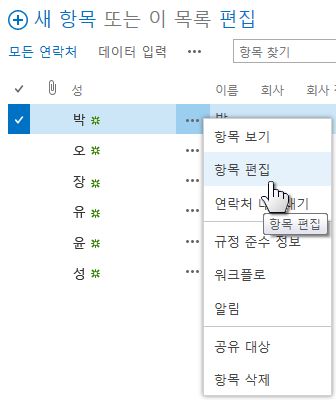 새 항목 또는 이 목록 편집
모든 연락처 데이터 입력 •••
항목 찾기
성 이름 회사
박 •••
오 •••
장 •••
유 •••
윤 •••
성 •••
항목 보기
항목 편집
연락처
항목 편집
규정 준수 정보
워크플로
알림
공유 대상
항목 삭제